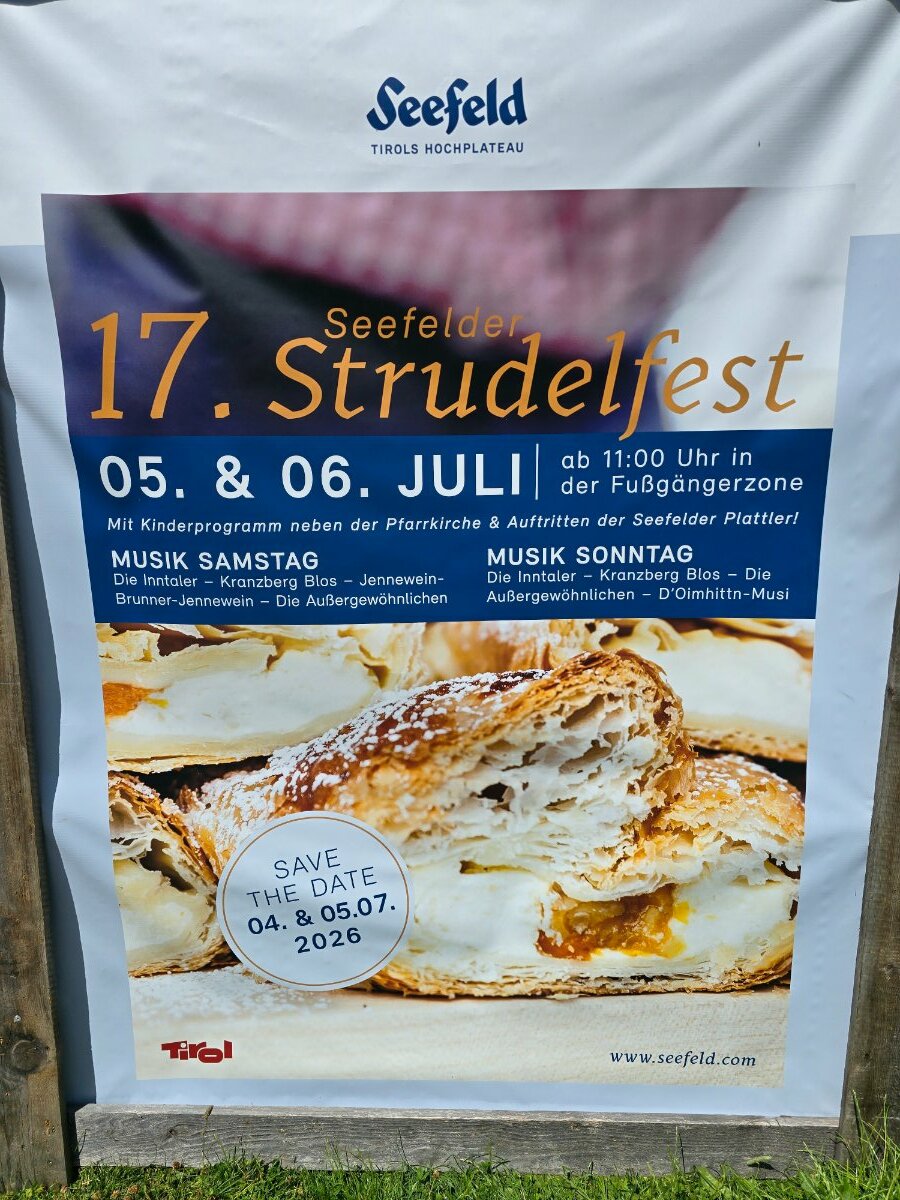 Seefeld
TIROLS HOCHPLATEAU
17. Seefelder
Strudelfest
05. & 06. JULI
ab 11:00 Uhr in
der Fußgängerzone
Mit Kinderprogramm neben der Pfarrkirche & Auftritten der Seefelder Plattler!
MUSIK SAMSTAG
Die Inntaler – Kranzberg Blos – Jennewein-
Brunner-Jennewein – Die Außergewöhnlichen
MUSIK SONNTAG
Die Inntaler – Kranzberg Blos – Die
Außergewöhnlichen – D'Oimhittn-Musi
SAVE
THE DATE
04. & 05.07.
2026
Tirol
www.seefeld.com